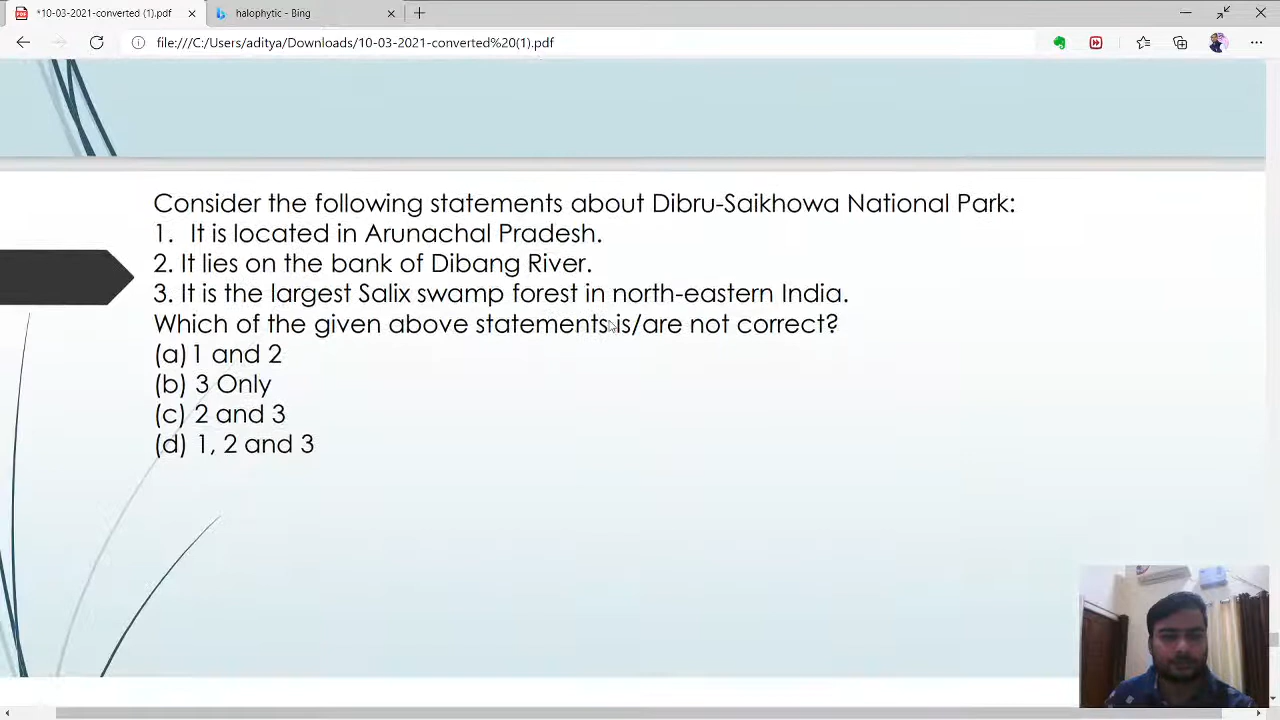 *10-03-2021-converted (1).pdf
halophytic - Bing
file:///C:/Users/aditya/Downloads/10-03-2021-converted%20(1).pdf
Consider the following statements about Dibru-Saikhowa National Park:
1. It is located in Arunachal Pradesh.
2. It lies on the bank of Dibang River.
3. It is the largest Salix swamp forest in north-eastern India.
Which of the given above statements is/are not correct?
(a) 1 and 2
(b) 3 Only
(c) 2 and 3
(d) 1, 2 and 3